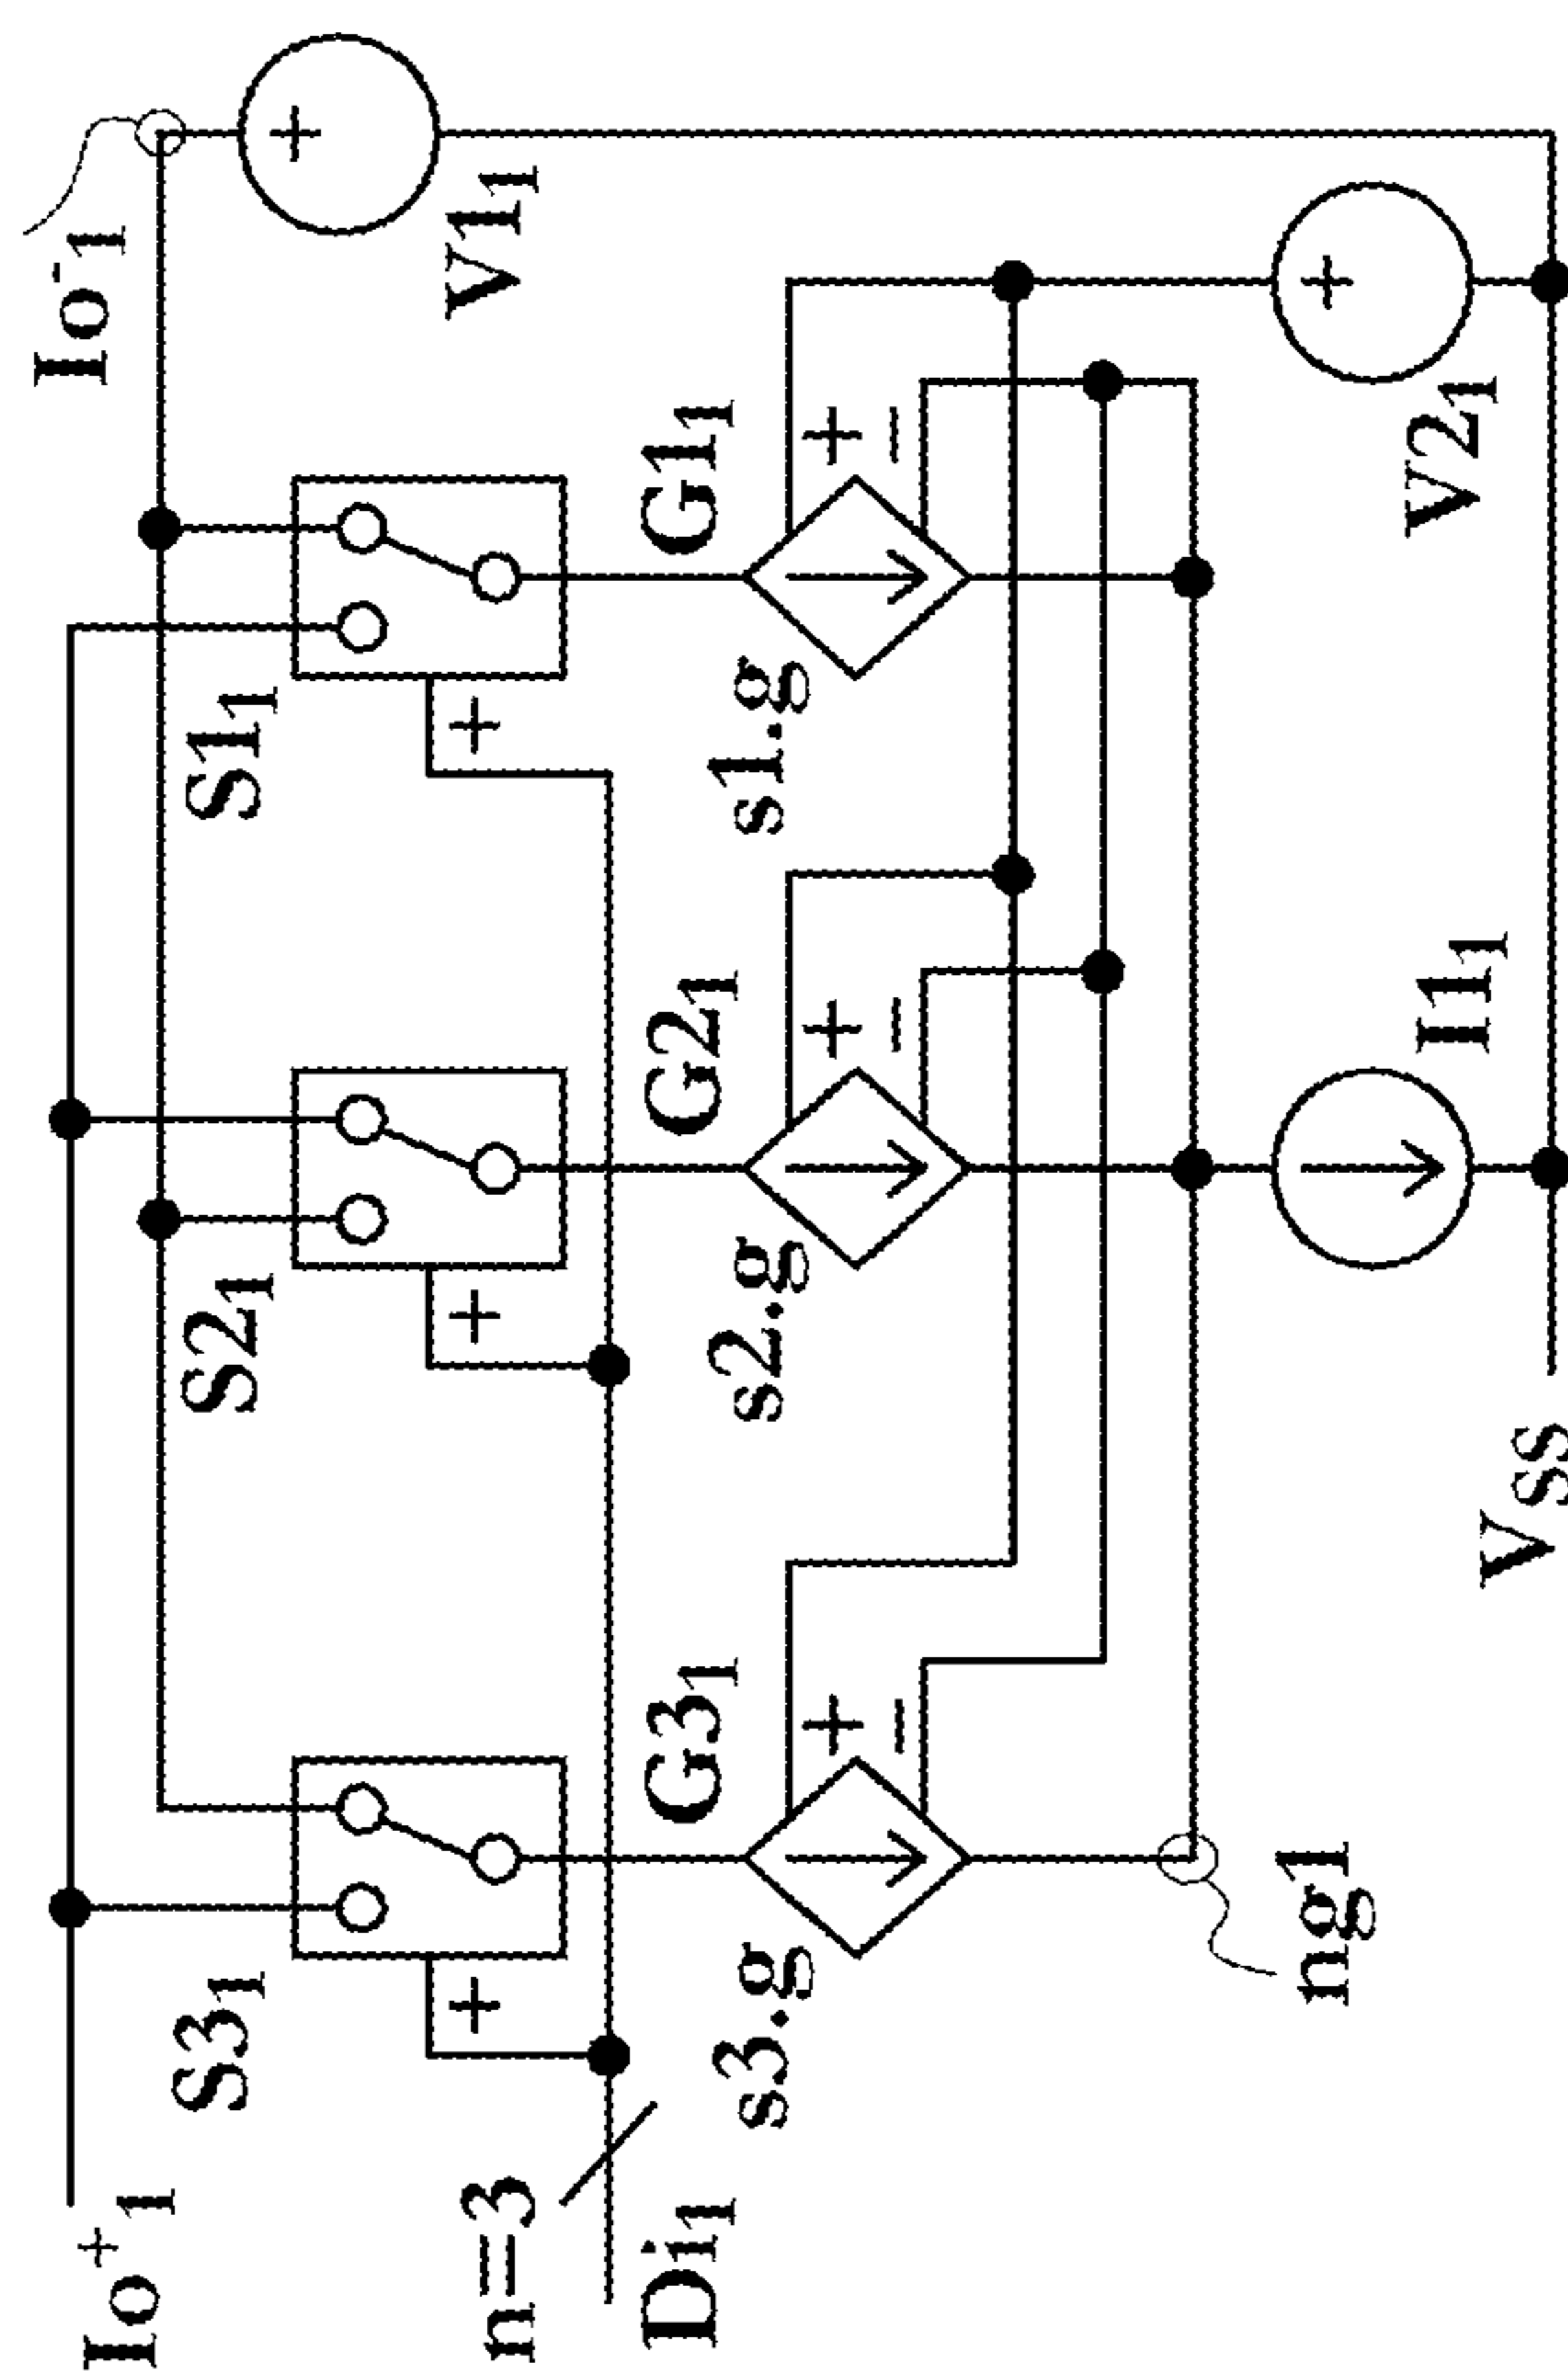 Io⁺₁
Io⁻₁
S3₁
S2₁
S1₁
V1₁
+
+
+
+
n=3
Di₁
G3₁
G2₁
G1₁
s3.g
s2.g
s1.g
+
−
+
−
+
−
ng1
I1₁
V2₁
+
V_SS